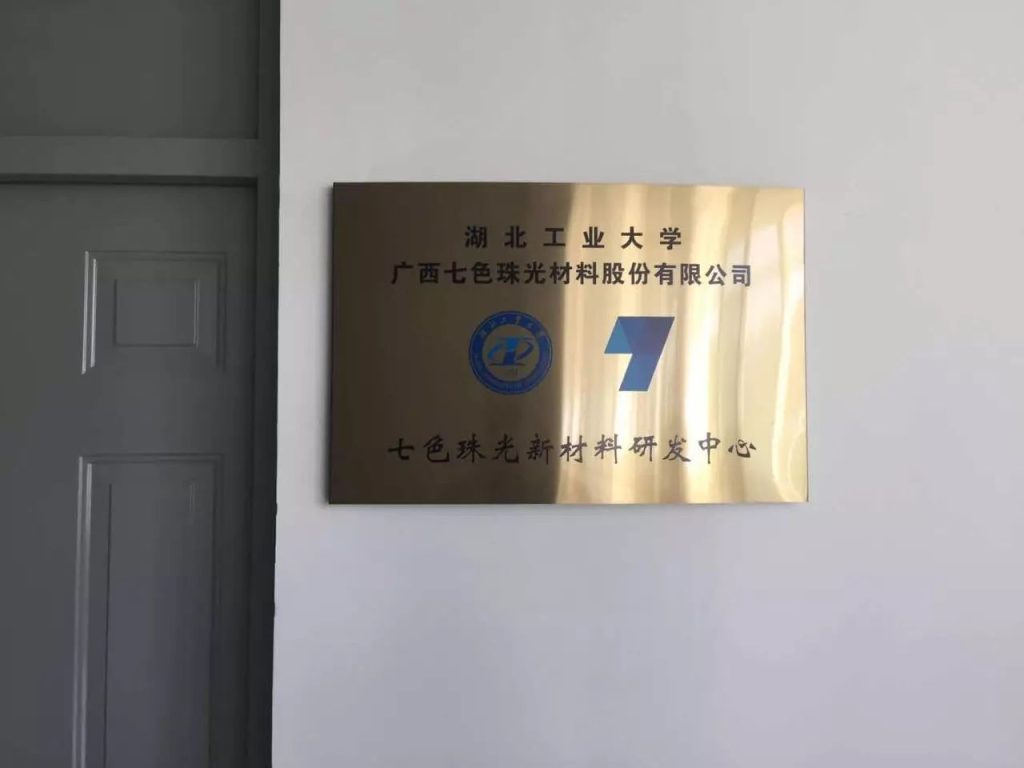 湖北工业大学
广西七色珠光材料股份有限公司
七色珠光新材料研发中心